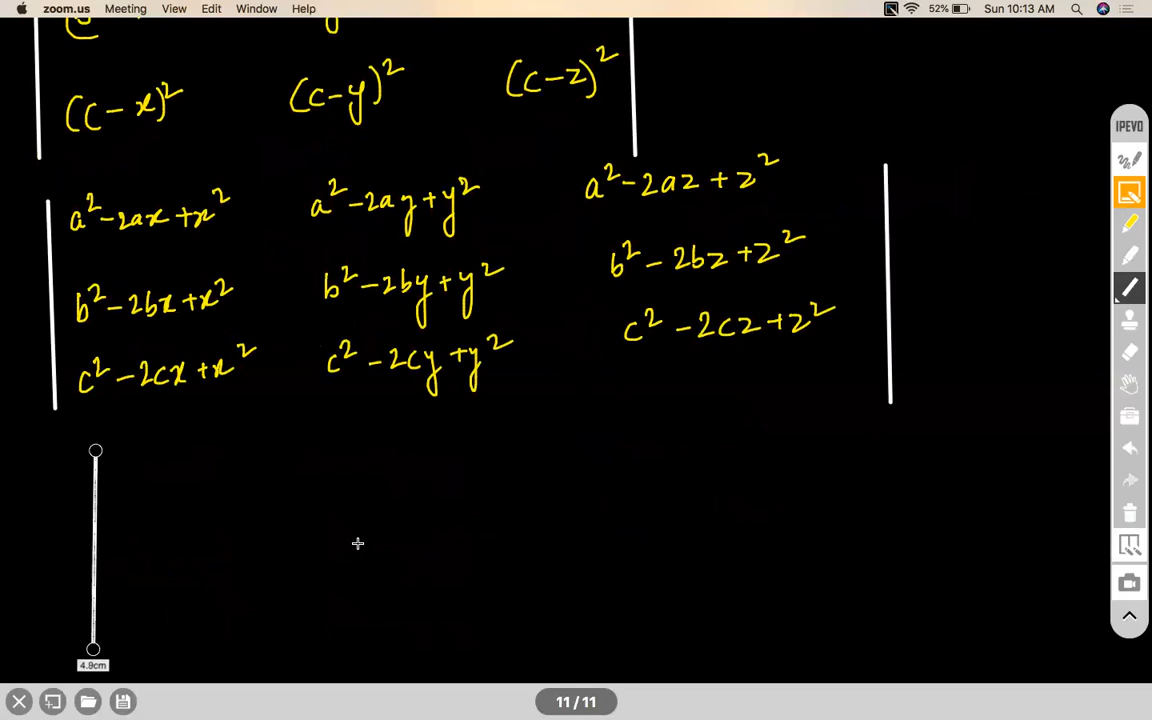 zoom.us Meeting View Edit Window Help 52% Sun 10:13 AM
(c-x)² (c-y)² (c-z)²
a²-2ax+x² a²-2ay+y² a²-2az+z²
b²-2bx+x² b²-2by+y² b²-2bz+z²
c²-2cx+x² c²-2cy+y² c²-2cz+z²
IPEVO
4.9cm
11/11